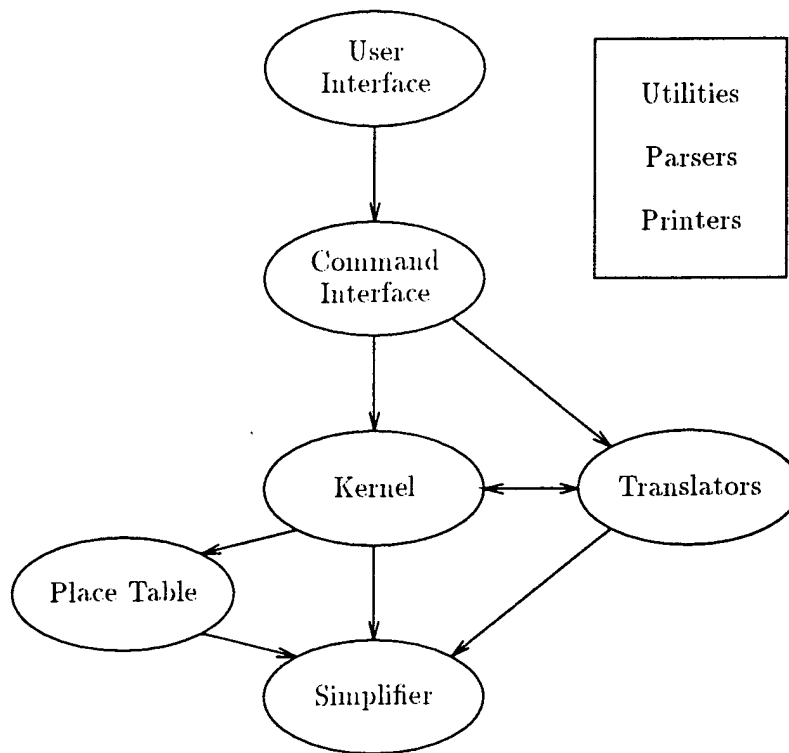 User
Interface
Utilities
Parsers
Printers
Command
Interface
Kernel
Translators
Place Table
Simplifier